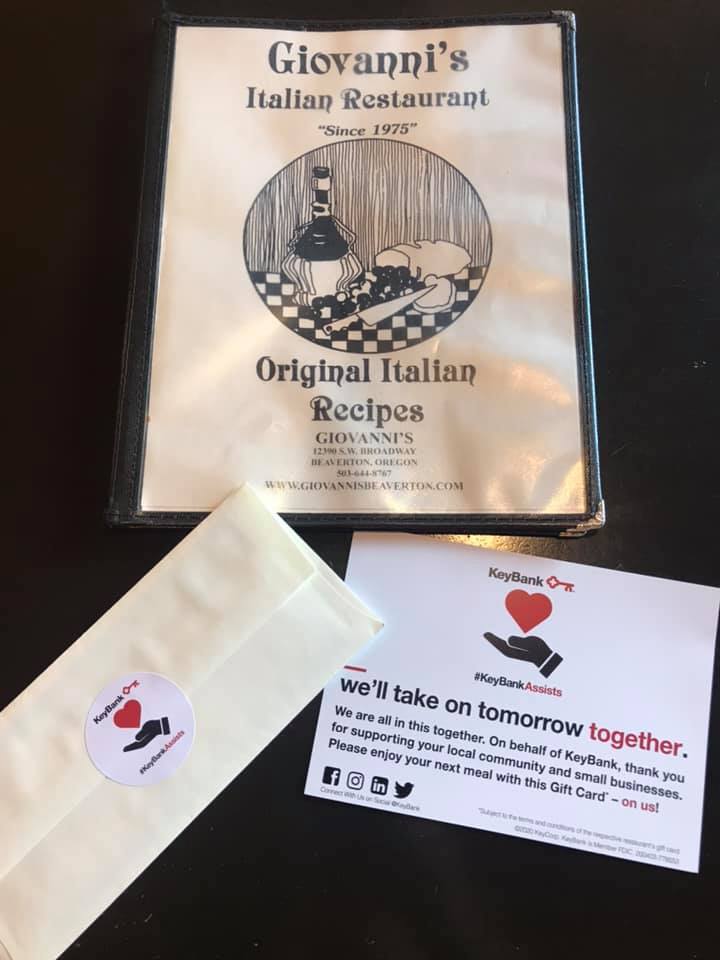 Giovanni's
Italian Restaurant
"Since 1975"
Original Italian
Recipes
GIOVANNI'S
12390 S.W. BROADWAY
BEAVERTON, OREGON
503-644-8767
WWW.GIOVANNISBEAVERTON.COM
KeyBank
#KeyBankAssists
KeyBank
#KeyBankAssists
we'll take on tomorrow together.
We are all in this together. On behalf of KeyBank, thank you
for supporting your local community and small businesses.
Please enjoy your next meal with this Gift Card* – on us!
Connect With Us on Social @KeyBank
*Subject to the terms and conditions of the respective restaurant's gift card
©2020 KeyCorp. KeyBank is Member FDIC.